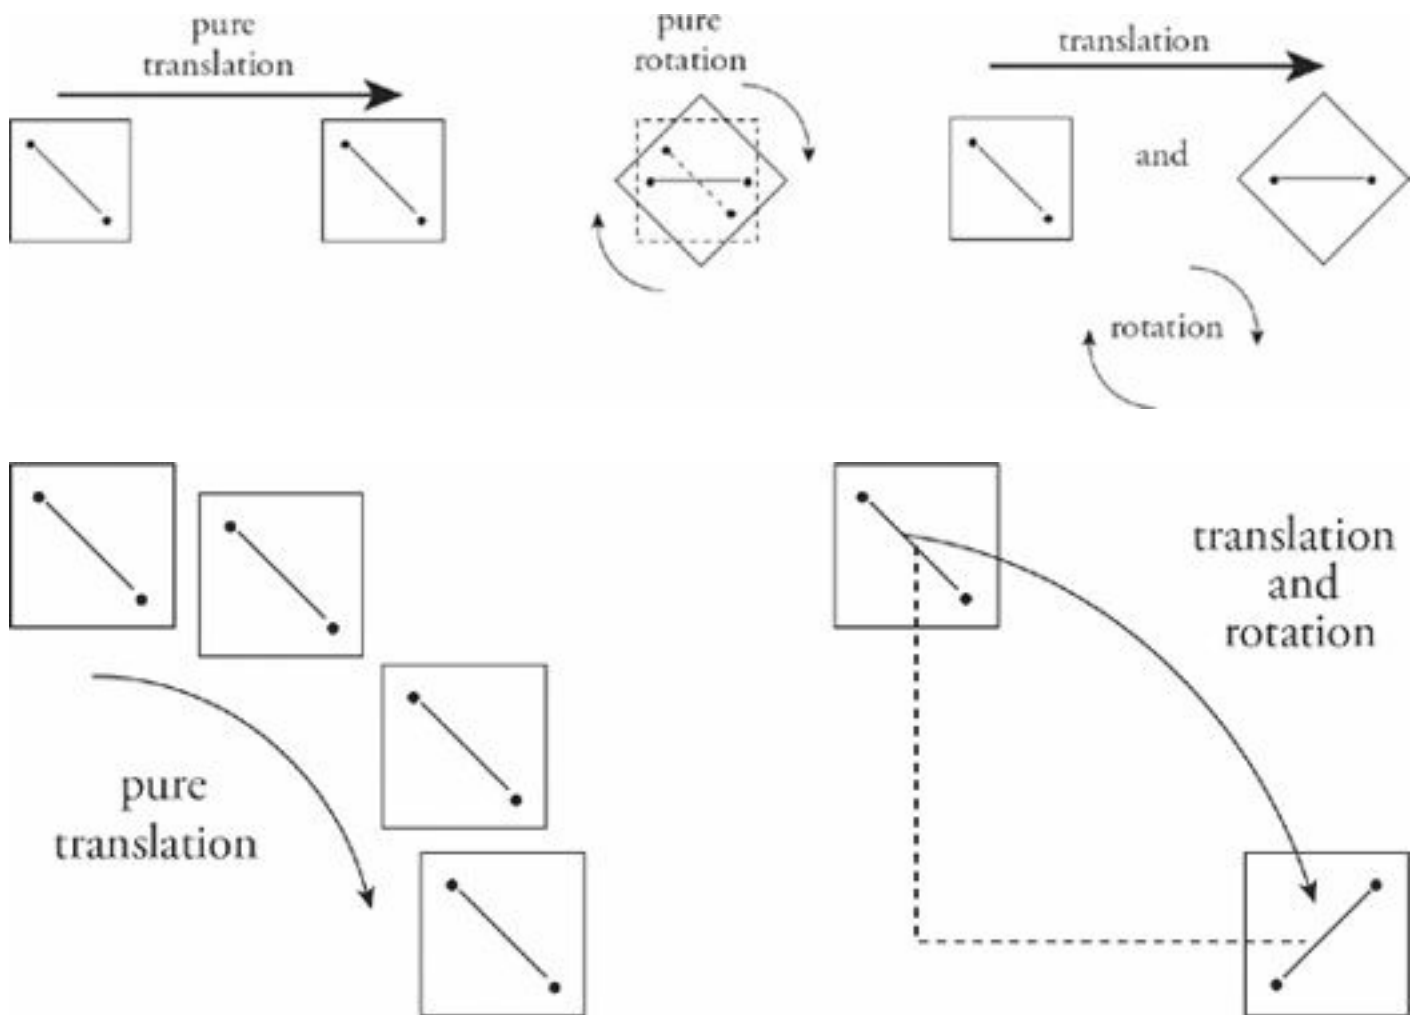 pure
translation
pure
rotation
translation
and
rotation
pure
translation
translation
and
rotation